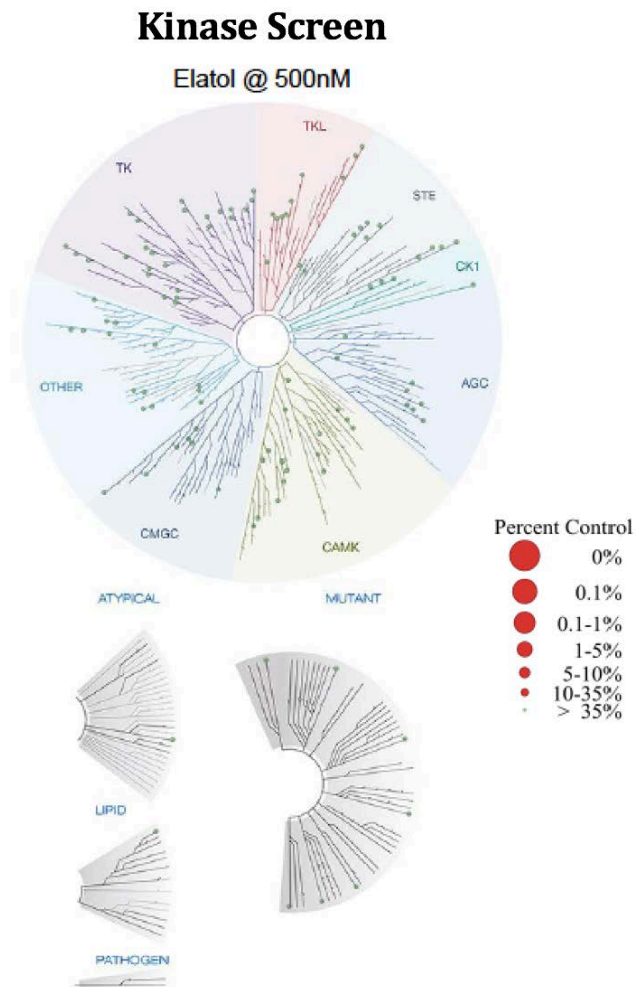 Kinase Screen
Elatol @ 500nM
TKL
TK
STE
CK1
AGC
OTHER
CMGC
CAMK
Percent Control
0%
0.1%
0.1-1%
1-5%
5-10%
10-35%
> 35%
ATYPICAL
MUTANT
LIPID
PATHOGEN